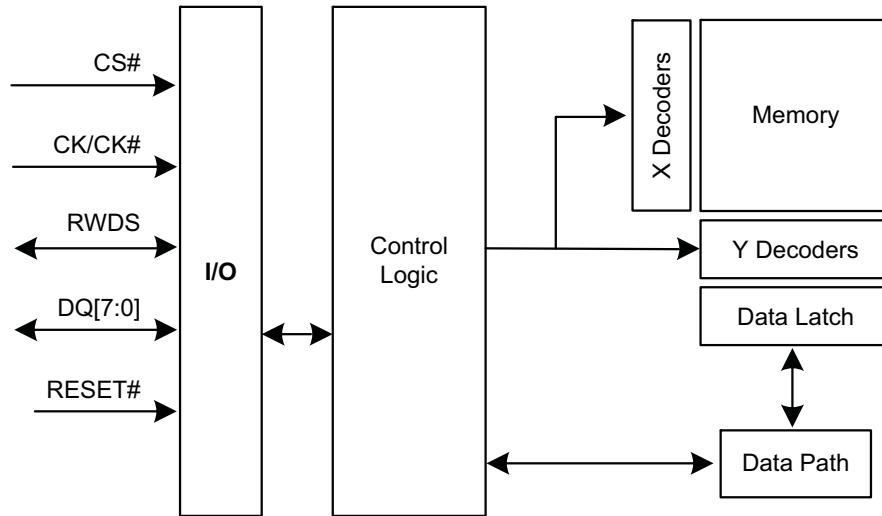 CS#
CK/CK#
RWDS
DQ[7:0]
RESET#
I/O
Control
Logic
X Decoders
Memory
Y Decoders
Data Latch
Data Path